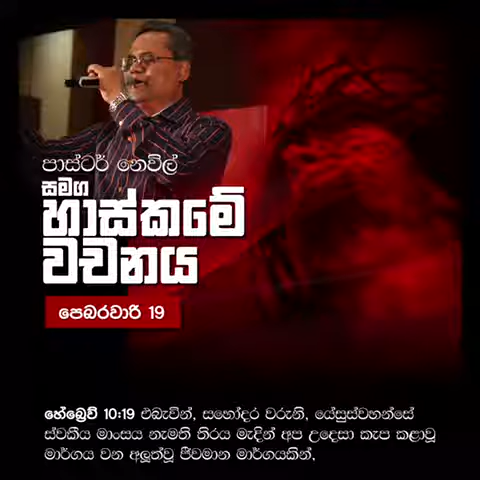 පාස්ටර් නෙවිල්
සමග
හාස්කමේ
වචනය
පෙබරවාරි 19
හේබ්‍රෙව් 10:19 එබැවින්, සහෝදර වරුනි, යේසුස්වහන්සේ
ස්වකීය මාංසය නැමති තිරය මැදින් අප උදෙසා කැප කළාවූ
මාර්ගය වන අලුත්වූ ජීවමාන මාර්ගයකින්,